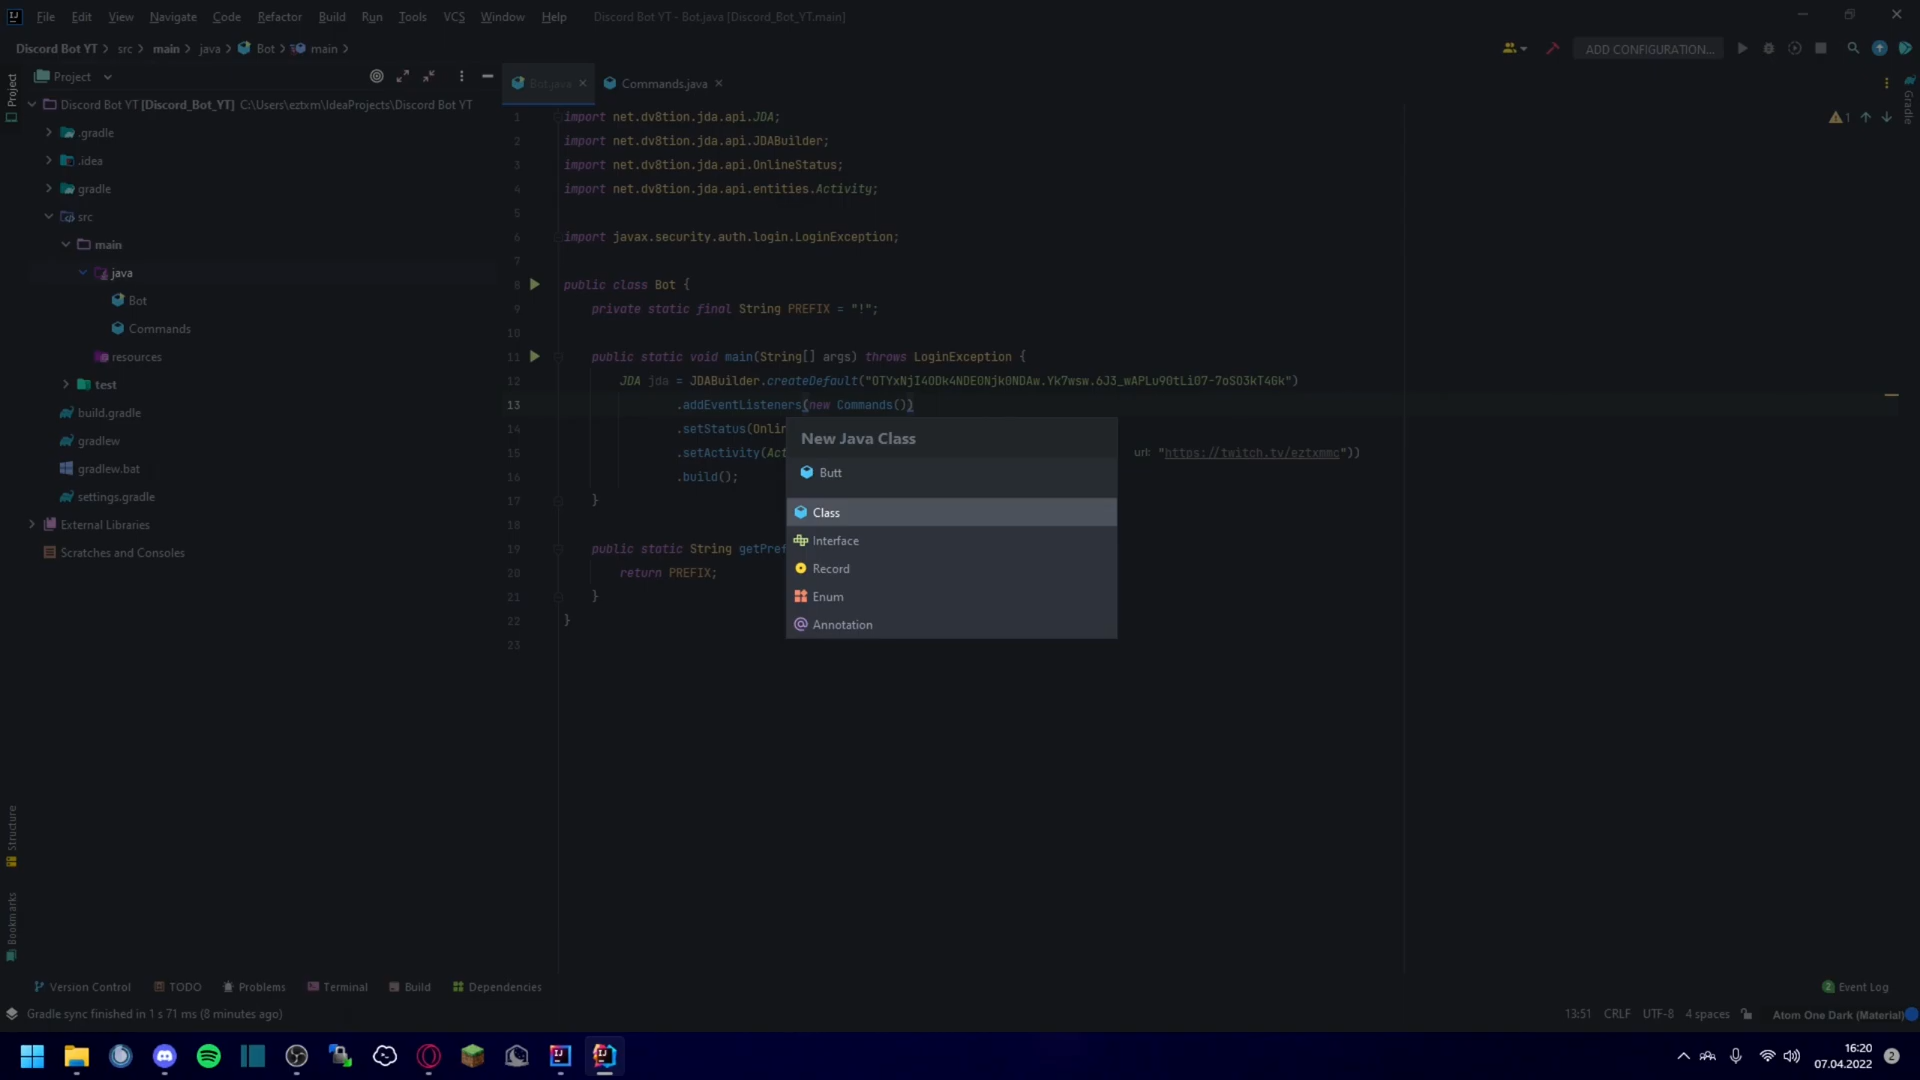 File Edit View Navigate Code Refactor Build Run Tools VCS Window Help Discord Bot YT - Bot.java [Discord_Bot_YT.main]
Discord Bot YT src main java Bot main
ADD CONFIGURATION...
Project
Project
Bot.java
Commands.java
Gradle
Discord Bot YT [Discord_Bot_YT] C:\Users\eztxm\IdeaProjects\Discord Bot YT
.gradle
.idea
gradle
src
main
java
Bot
Commands
resources
test
build.gradle
gradlew
gradlew.bat
settings.gradle
External Libraries
Scratches and Consoles
1 import net.dv8tion.jda.api.JDA;
2 import net.dv8tion.jda.api.JDABuilder;
3 import net.dv8tion.jda.api.OnlineStatus;
4 import net.dv8tion.jda.api.entities.Activity;
5
6 import javax.security.auth.login.LoginException;
7
8 public class Bot {
9 private static final String PREFIX = "!";
10
11 public static void main(String[] args) throws LoginException {
12 JDA jda = JDABuilder.createDefault("
13 .addEventListeners(new Commands())
14 .setStatus(Onlin
15 .setActivity(Act url: "https://twitch.tv/eztxmmc"))
16 .build();
17 }
18
19 public static String getPref
20 return PREFIX;
21 }
22 }
23
1
New Java Class
Butt
Class
Interface
Record
Enum
Annotation
Structure
Bookmarks
Version Control TODO Problems Terminal Build Dependencies
2 Event Log
Gradle sync finished in 1 s 71 ms (8 minutes ago)
13:51 CRLF UTF-8 4 spaces Atom One Dark (Material)
16:20
07.04.2022
2